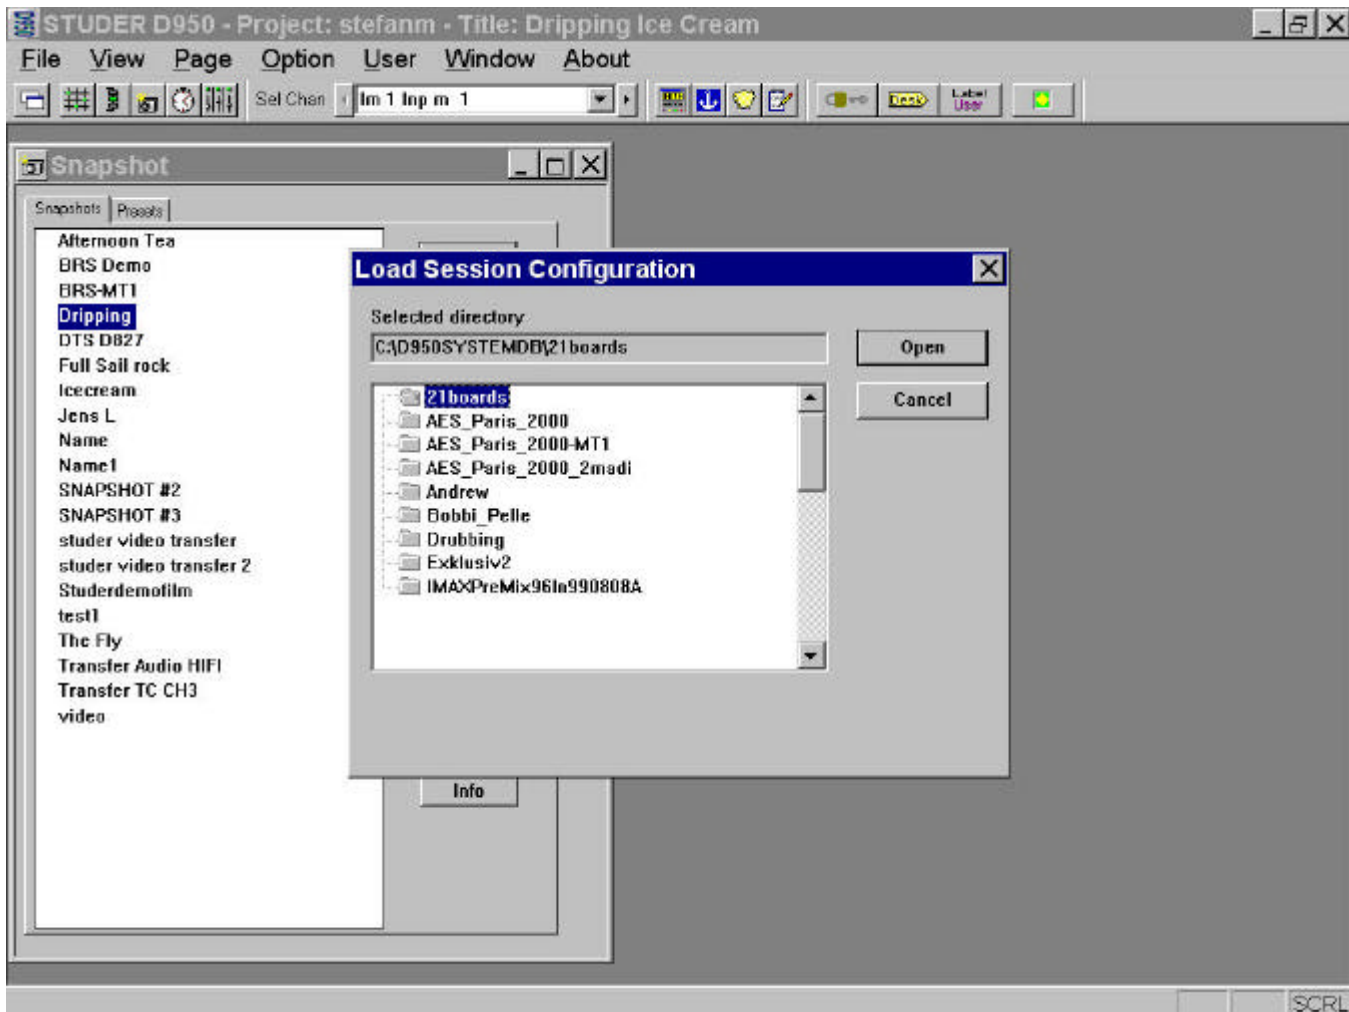 STUDER D950 - Project: stefanm - Title: Dripping Ice Cream
File View Page Option User Window About
Sel Chan Im 1 Inp m 1 Desk Label User
Snapshot
Snapshots Presets
Afternoon Tea
BRS Demo
BRS-MT1
Dripping
DTS D827
Full Sail rock
Icecream
Jens L
Name
Name1
SNAPSHOT #2
SNAPSHOT #3
studer video transfer
studer video transfer 2
Studerdemofilm
test1
The Fly
Transfer Audio HIFI
Transfer TC CH3
video
Info
Load Session Configuration
Selected directory
C:\D950SYSTEMDB\21boards
Open
Cancel
21boards
AES_Paris_2000
AES_Paris_2000-MT1
AES_Paris_2000_2madi
Andrew
Bobbi_Pelle
Drubbing
Exklusiv2
IMAXPreMix96In990808A
SCRL